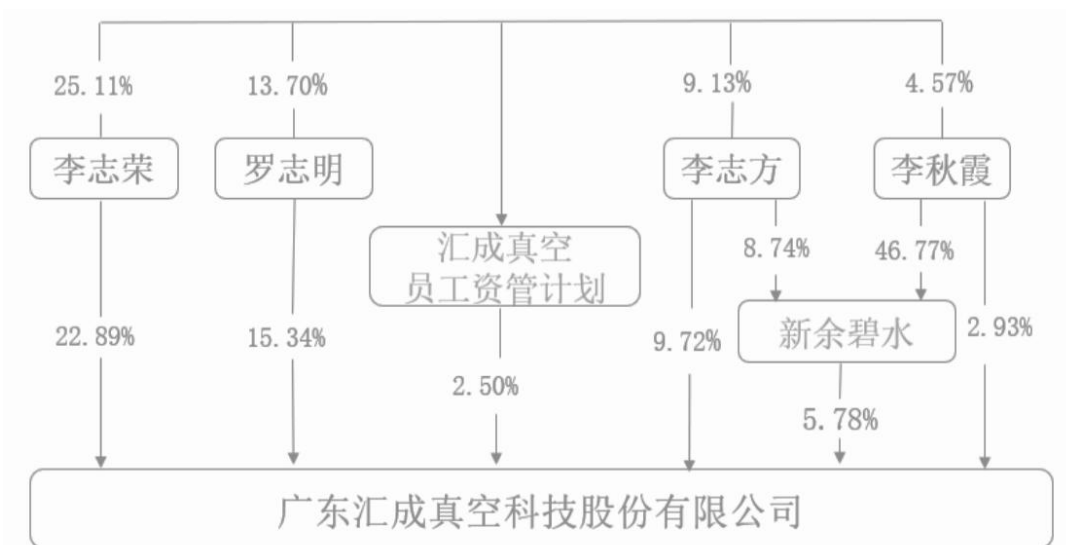 25.11%
13.70%
9.13%
4.57%
李志荣
罗志明
李志方
李秋霞
汇成真空
员工资管计划
8.74%
46.77%
新余碧水
22.89%
15.34%
9.72%
2.93%
2.50%
5.78%
广东汇成真空科技股份有限公司